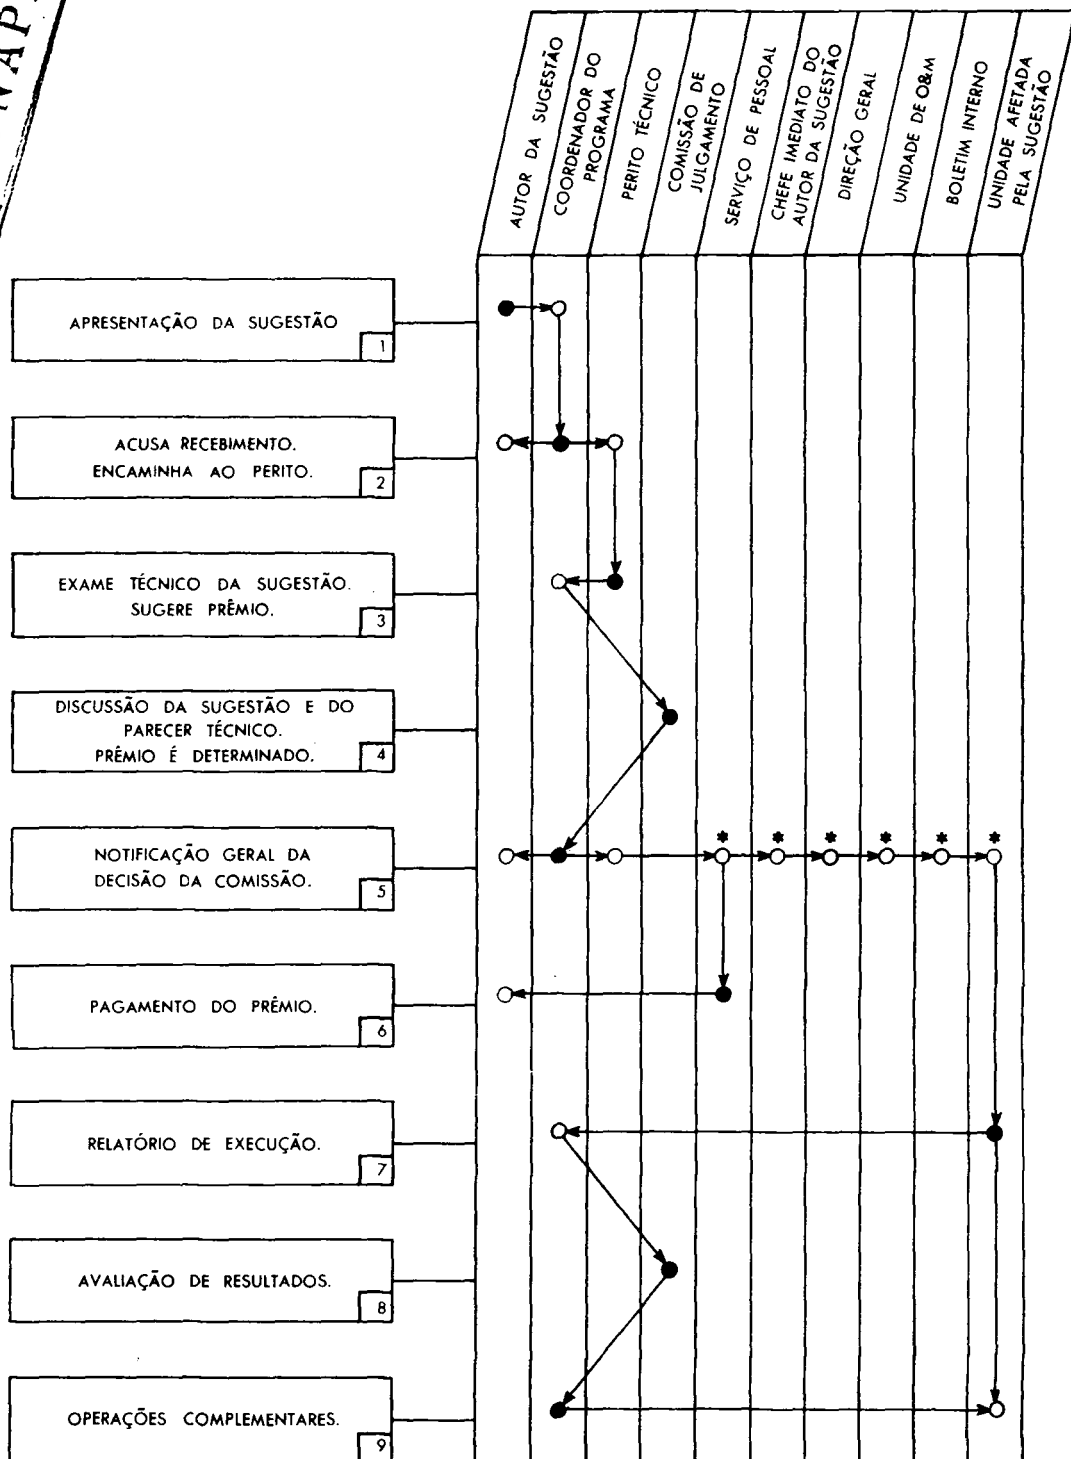 AUTOR DA SUGESTÃO
COORDENADOR DO
PROGRAMA
PERITO TÉCNICO
COMISSÃO DE
JULGAMENTO
SERVIÇO DE PESSOAL
CHEFE IMEDIATO DO
AUTOR DA SUGESTÃO
DIREÇÃO GERAL
UNIDADE DE O&M
BOLETIM INTERNO
UNIDADE AFETADA
PELA SUGESTÃO
APRESENTAÇÃO DA SUGESTÃO
1
ACUSA RECEBIMENTO.
ENCAMINHA AO PERITO.
2
EXAME TÉCNICO DA SUGESTÃO.
SUGERE PRÊMIO.
3
DISCUSSÃO DA SUGESTÃO E DO
PARECER TÉCNICO.
PRÊMIO É DETERMINADO.
4
* * * * * *
NOTIFICAÇÃO GERAL DA
DECISÃO DA COMISSÃO.
5
PAGAMENTO DO PRÊMIO.
6
RELATÓRIO DE EXECUÇÃO.
7
AVALIAÇÃO DE RESULTADOS.
8
OPERAÇÕES COMPLEMENTARES.
9